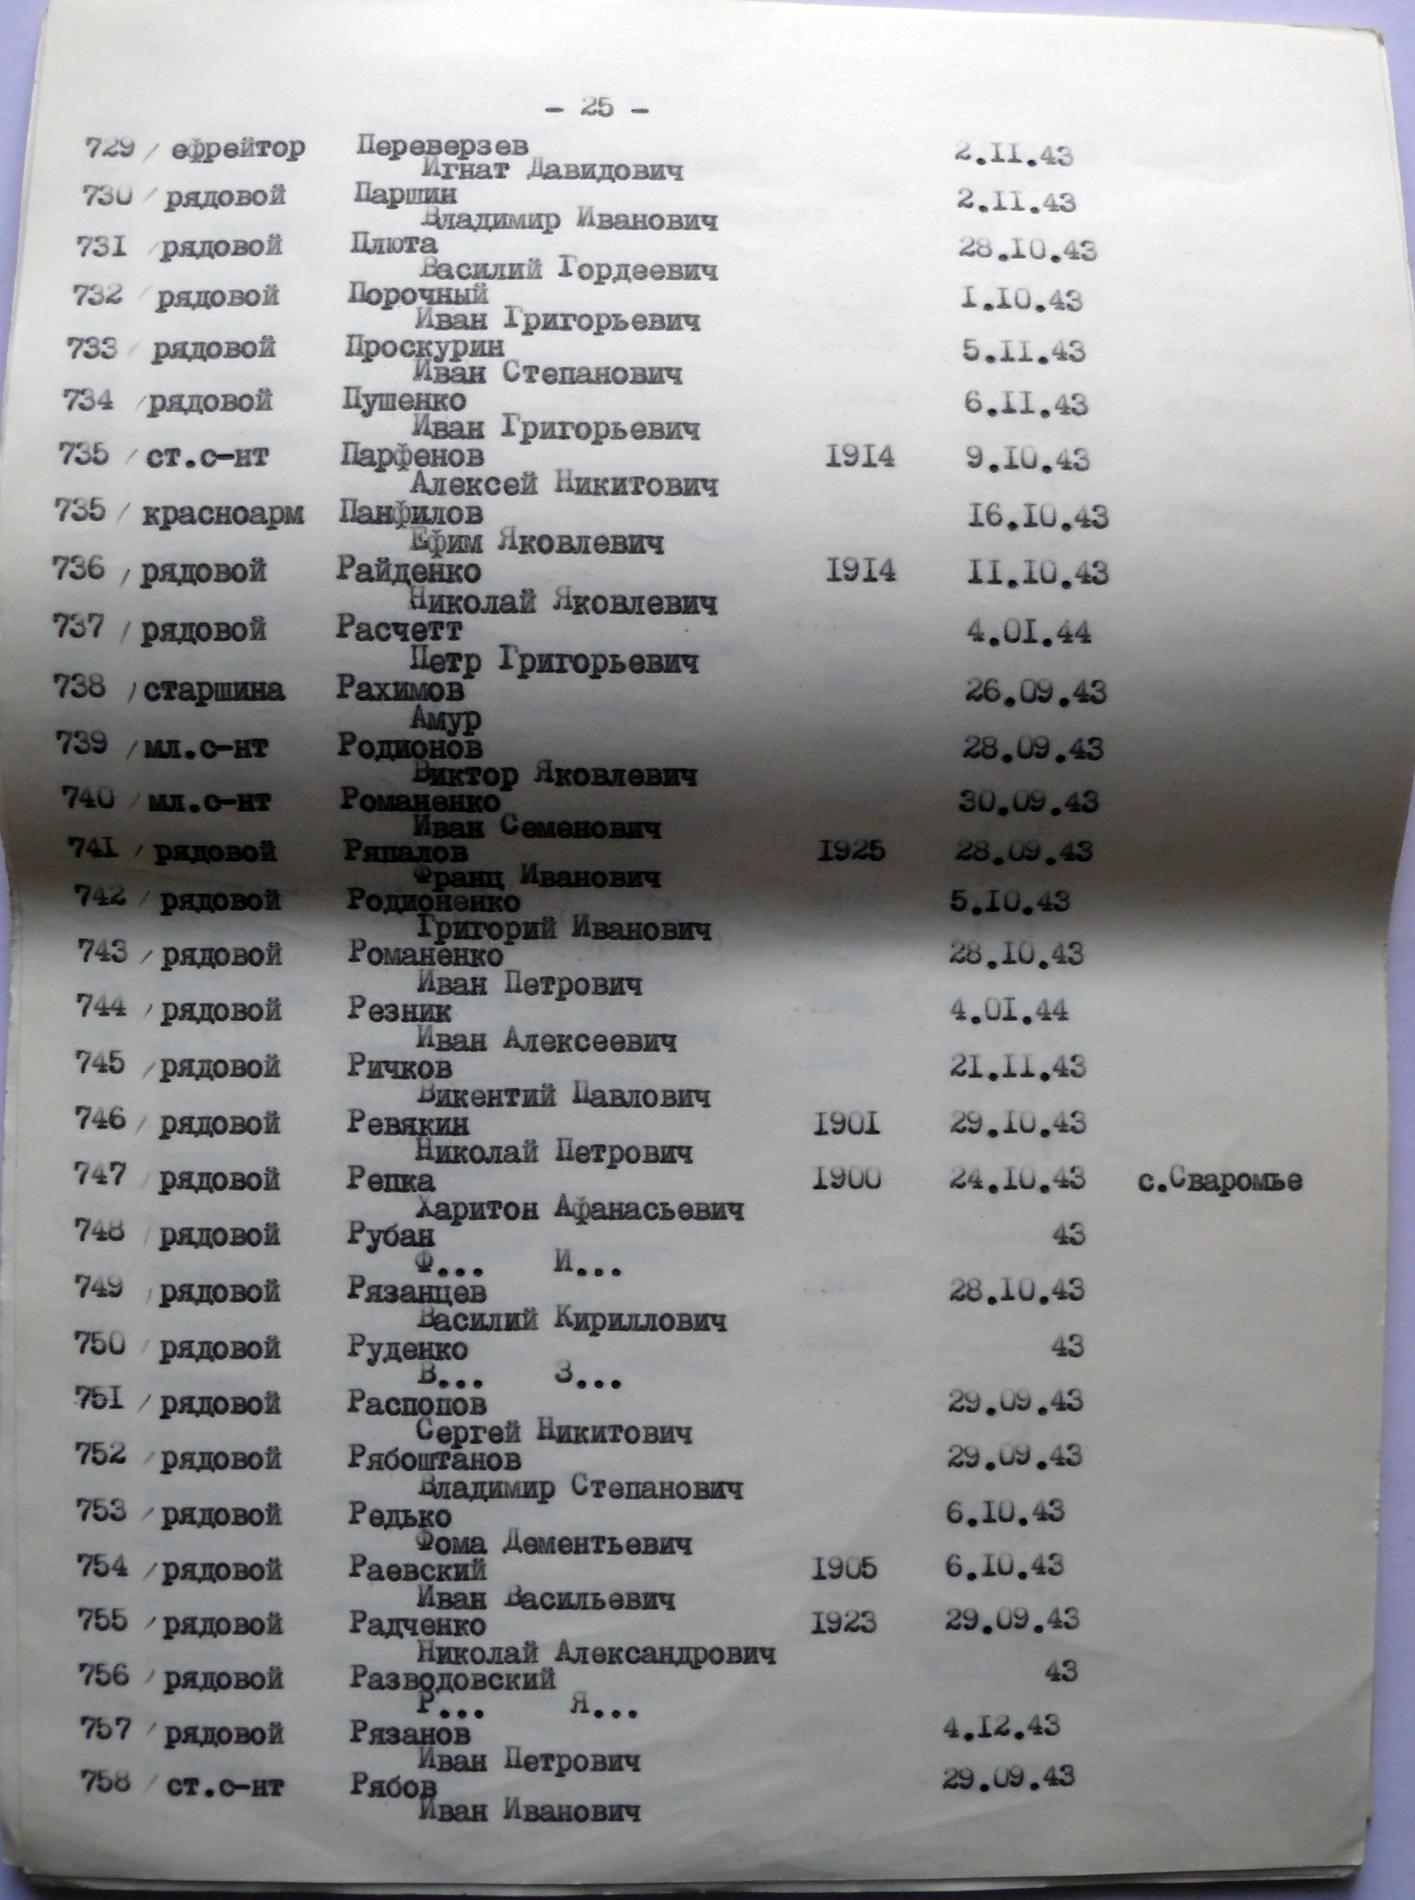 - 25 -
729 / ефрейтор Переверзев 2.II.43
Игнат Давидович
730 / рядовой Паршин 2.II.43
Владимир Иванович
73I / рядовой Плюта 28.I0.43
Василий Гордеевич
732 / рядовой Порочный I.I0.43
Иван Григорьевич
733 / рядовой Проскурин 5.II.43
Иван Степанович
734 / рядовой Пушенко 6.II.43
Иван Григорьевич
735 / ст.с-нт Парфенов I9I4 9.I0.43
Алексей Никитович
735 / красноарм Панфилов I6.I0.43
Ефим Яковлевич
736 / рядовой Райденко I9I4 II.I0.43
Николай Яковлевич
737 / рядовой Расчетт 4.0I.44
Петр Григорьевич
738 / старшина Рахимов 26.09.43
Амур
739 / мл.с-нт Родионов 28.09.43
Виктор Яковлевич
740 / мл.с-нт Романенко 30.09.43
Иван Семенович
74I / рядовой Ряпалов I925 28.09.43
Франц Иванович
742 / рядовой Родионенко 5.I0.43
Григорий Иванович
743 / рядовой Романенко 28.I0.43
Иван Петрович
744 / рядовой Резник 4.0I.44
Иван Алексеевич
745 / рядовой Ричков 2I.II.43
Викентий Павлович
746 / рядовой Ревякин I90I 29.I0.43
Николай Петрович
747 / рядовой Репка I900 24.I0.43 с.Сваромье
Харитон Афанасьевич
748 / рядовой Рубан 43
Ф... И...
749 / рядовой Рязанцев 28.I0.43
Василий Кириллович
750 / рядовой Руденко 43
В... З...
75I / рядовой Распопов 29.09.43
Сергей Никитович
752 / рядовой Рябоштанов 29.09.43
Владимир Степанович
753 / рядовой Редько 6.I0.43
Фома Дементьевич
754 / рядовой Раевский I905 6.I0.43
Иван Васильевич
755 / рядовой Радченко I923 29.09.43
Николай Александрович
756 / рядовой Разводовский 43
Р... Я...
757 / рядовой Рязанов 4.I2.43
Иван Петрович
758 / ст.с-нт Рябов 29.09.43
Иван Иванович